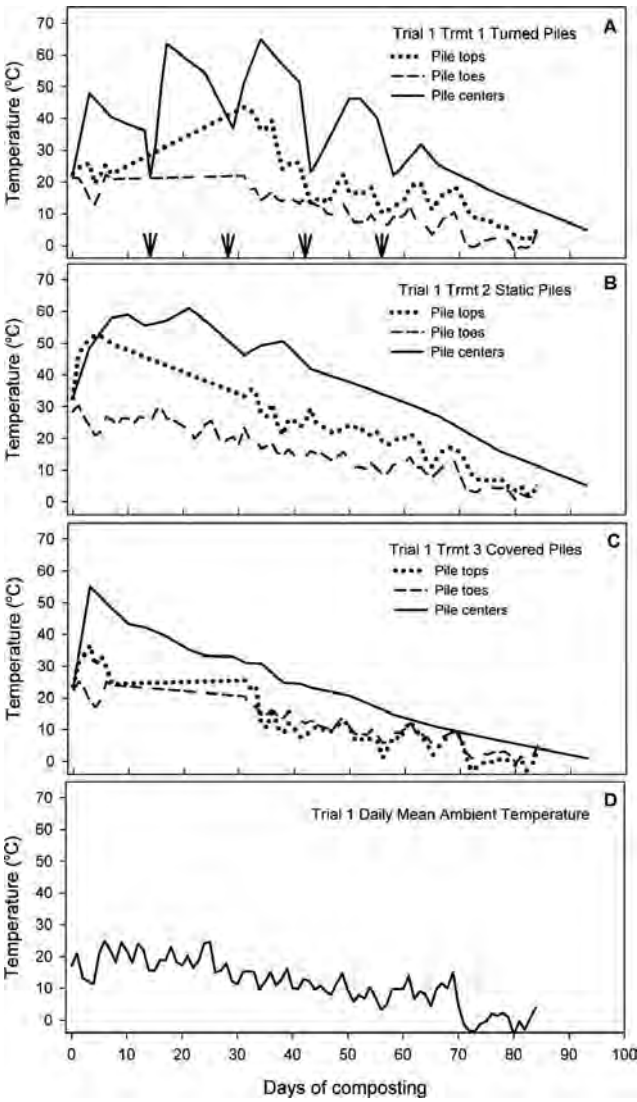 70
60
50
40
30
20
10
0
Temperature (°C)
Trial 1 Trmt 1 Turned Piles
A
Pile tops
Pile toes
Pile centers
70
60
50
40
30
20
10
0
Temperature (°C)
Trial 1 Trmt 2 Static Piles
B
Pile tops
Pile toes
Pile centers
70
60
50
40
30
20
10
0
Temperature (°C)
Trial 1 Trmt 3 Covered Piles
C
Pile tops
Pile toes
Pile centers
70
60
50
40
30
20
10
0
Temperature (°C)
Trial 1 Daily Mean Ambient Temperature
D
0 10 20 30 40 50 60 70 80 90 100
Days of composting